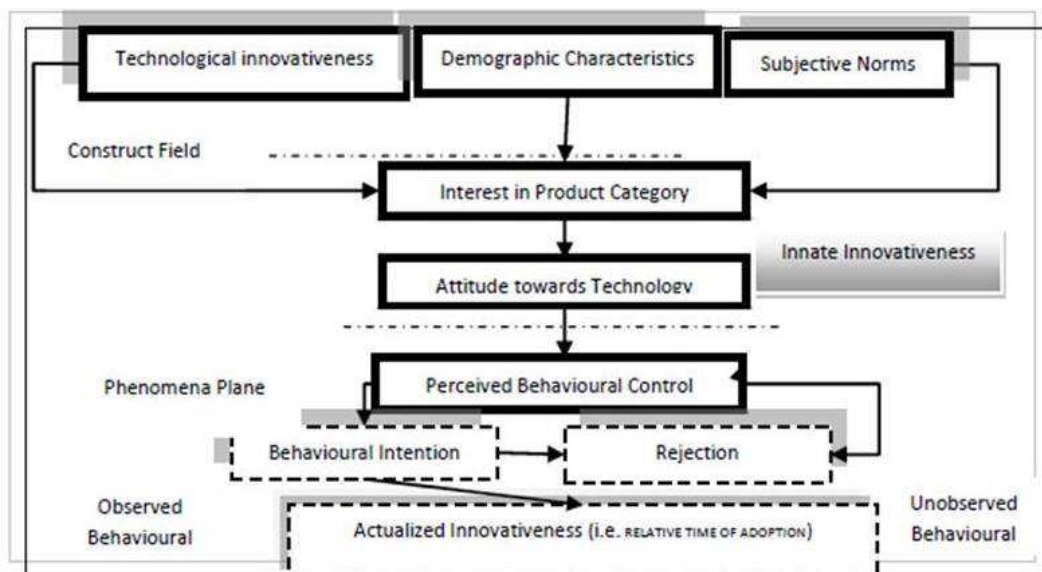 Technological innovativeness
Demographic Characteristics
Subjective Norms
Construct Field
Interest in Product Category
Innate Innovativeness
Attitude towards Technology
Perceived Behavioural Control
Phenomena Plane
Behavioural Intention
Rejection
Observed
Behavioural
Unobserved
Behavioural
Actualized Innovativeness (i.e. RELATIVE TIME OF ADOPTION)